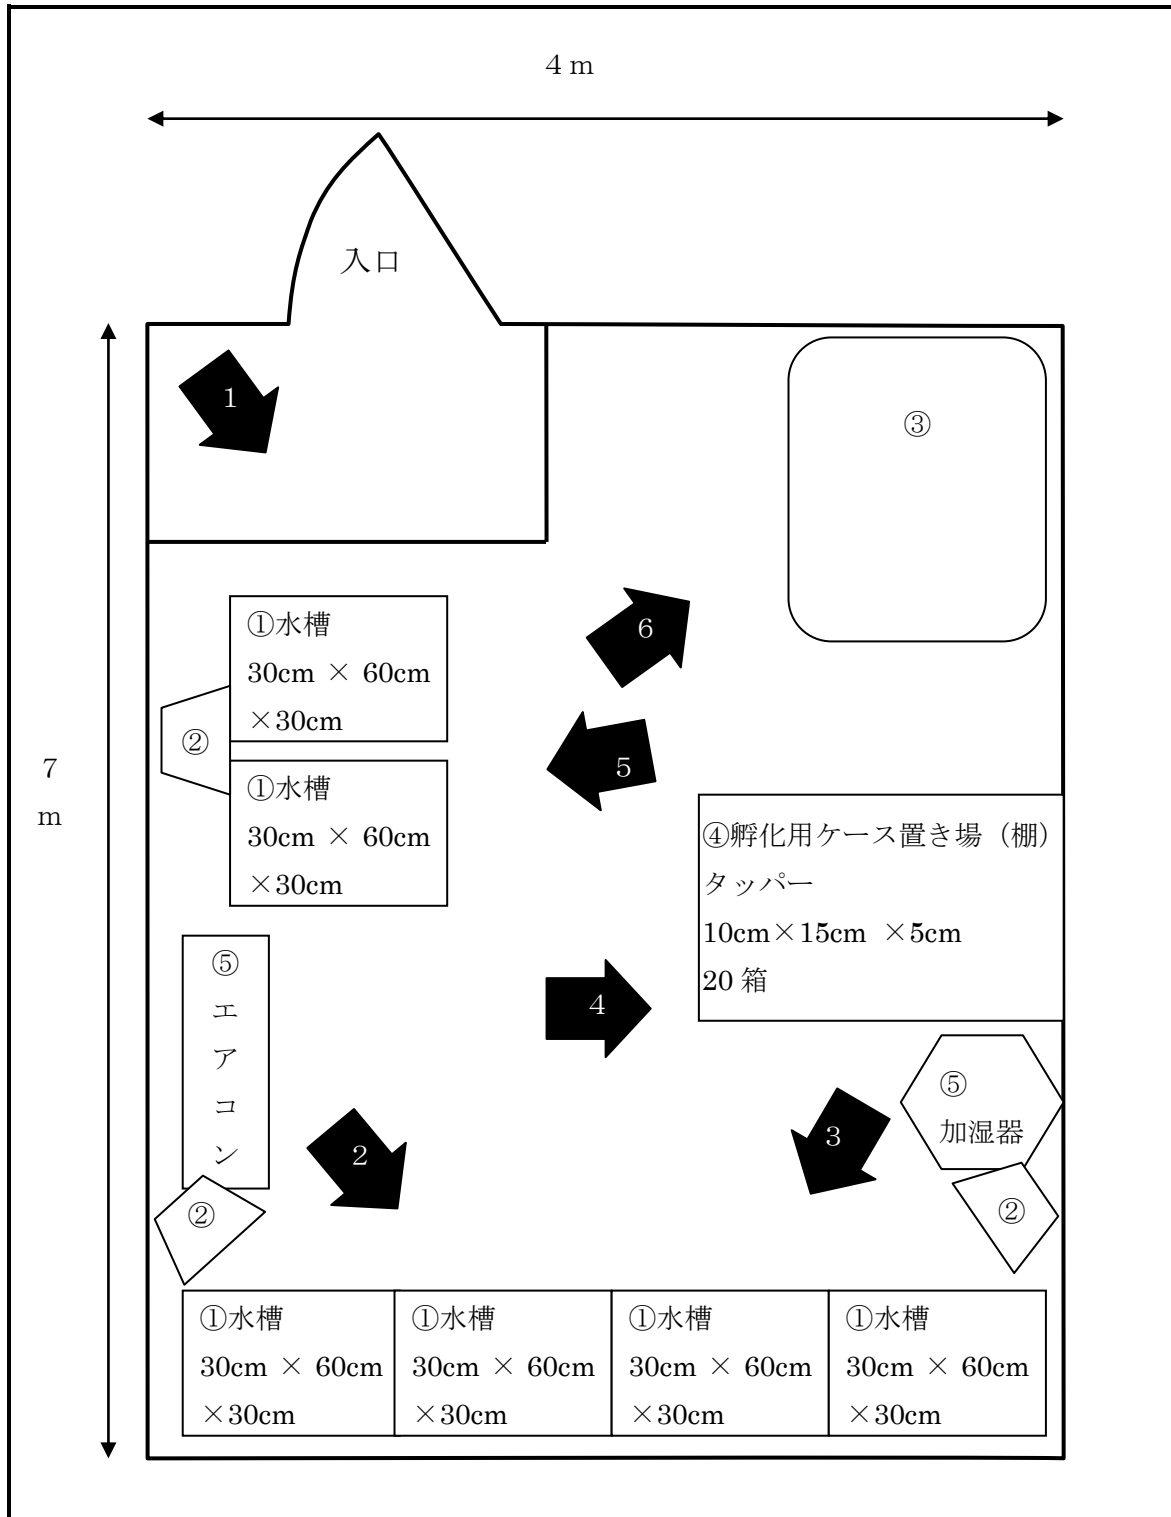 ４ｍ
入口
1
③
①水槽
30cm × 60cm
×30cm
6
②
5
7
m
①水槽
30cm × 60cm
×30cm
④孵化用ケース置き場（棚）
タッパー
10cm×15cm ×5cm
20 箱
⑤
エ
ア
コ
ン
4
⑤
加湿器
2
3
②
②
①水槽
30cm × 60cm
×30cm
①水槽
30cm × 60cm
×30cm
①水槽
30cm × 60cm
×30cm
①水槽
30cm × 60cm
×30cm